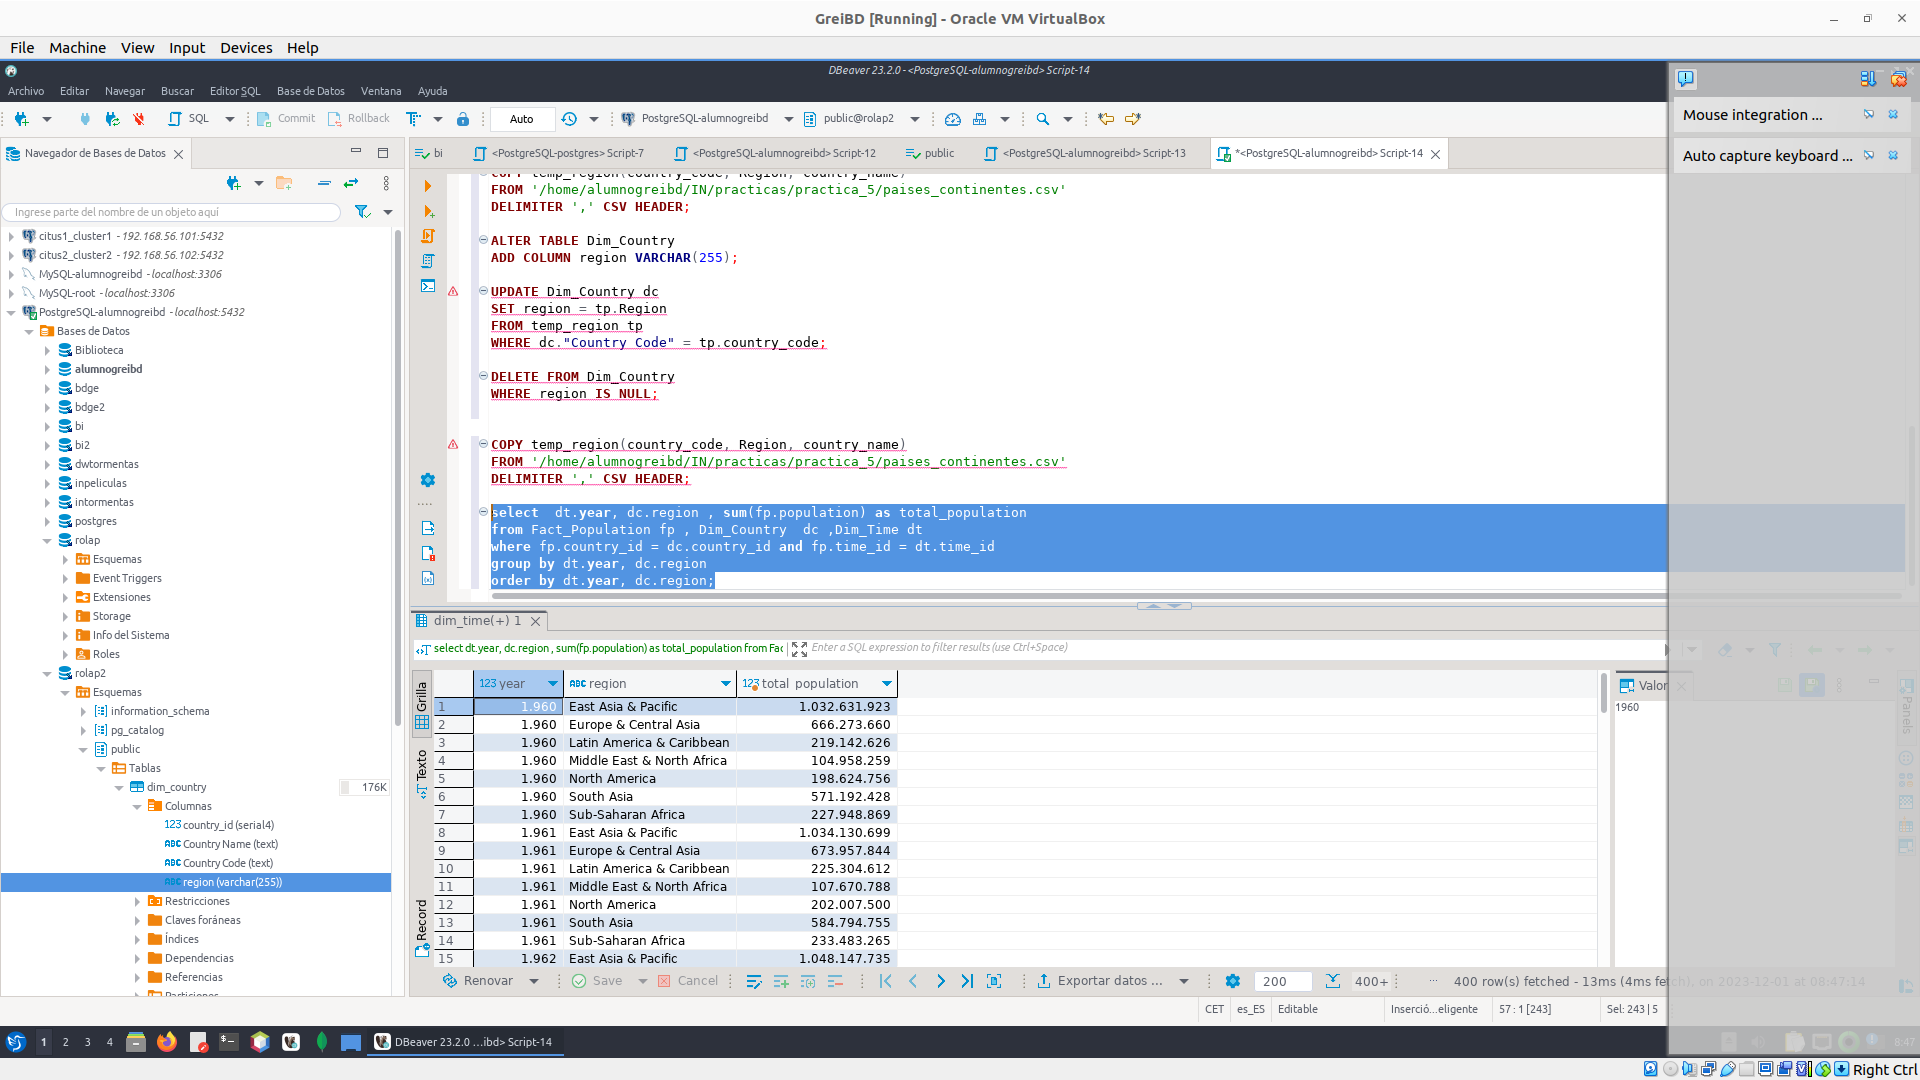 GreiBD [Running] - Oracle VM VirtualBox
File Machine View Input Devices Help
DBeaver 23.2.0 - <PostgreSQL-alumnogreibd> Script-14
Archivo Editar Navegar Buscar Editor SQL Base de Datos Ventana Ayuda
SQL Commit Rollback Auto PostgreSQL-alumnogreibd public@rolap2
Mouse integration ...
Auto capture keyboard ...
Navegador de Bases de Datos
bi <PostgreSQL-postgres> Script-7 <PostgreSQL-alumnogreibd> Script-12 public <PostgreSQL-alumnogreibd> Script-13 *<PostgreSQL-alumnogreibd> Script-14
Ingrese parte del nombre de un objeto aquí
citus1_cluster1 - 192.168.56.101:5432
citus2_cluster2 - 192.168.56.102:5432
MySQL-alumnogreibd - localhost:3306
MySQL-root - localhost:3306
PostgreSQL-alumnogreibd - localhost:5432
Bases de Datos
Biblioteca
alumnogreibd
bdge
bdge2
bi
bi2
dwtormentas
inpeliculas
intormentas
postgres
rolap
Esquemas
Event Triggers
Extensiones
Storage
Info del Sistema
Roles
rolap2
Esquemas
information_schema
pg_catalog
public
Tablas
dim_country 176K
Columnas
123 country_id (serial4)
ABC Country Name (text)
ABC Country Code (text)
ABC region (varchar(255))
Restricciones
Claves foráneas
Índices
Dependencias
Referencias
Particiones
COPY temp_region(country_code, Region, country_name)
FROM '/home/alumnogreibd/IN/practicas/practica_5/paises_continentes.csv'
DELIMITER ',' CSV HEADER;
ALTER TABLE Dim_Country
ADD COLUMN region VARCHAR(255);
UPDATE Dim_Country dc
SET region = tp.Region
FROM temp_region tp
WHERE dc."Country Code" = tp.country_code;
DELETE FROM Dim_Country
WHERE region IS NULL;
COPY temp_region(country_code, Region, country_name)
FROM '/home/alumnogreibd/IN/practicas/practica_5/paises_continentes.csv'
DELIMITER ',' CSV HEADER;
select dt.year, dc.region , sum(fp.population) as total_population
from Fact_Population fp , Dim_Country dc ,Dim_Time dt
where fp.country_id = dc.country_id and fp.time_id = dt.time_id
group by dt.year, dc.region
order by dt.year, dc.region;
dim_time(+) 1
select dt.year, dc.region , sum(fp.population) as total_population from Fac Enter a SQL expression to filter results (use Ctrl+Space)
Grilla
Texto
Record
123 year ABC region 123 total_population
1 1.960 East Asia & Pacific 1.032.631.923
2 1.960 Europe & Central Asia 666.273.660
3 1.960 Latin America & Caribbean 219.142.626
4 1.960 Middle East & North Africa 104.958.259
5 1.960 North America 198.624.756
6 1.960 South Asia 571.192.428
7 1.960 Sub-Saharan Africa 227.948.869
8 1.961 East Asia & Pacific 1.034.130.699
9 1.961 Europe & Central Asia 673.957.844
10 1.961 Latin America & Caribbean 225.304.612
11 1.961 Middle East & North Africa 107.670.788
12 1.961 North America 202.007.500
13 1.961 South Asia 584.794.755
14 1.961 Sub-Saharan Africa 233.483.265
15 1.962 East Asia & Pacific 1.048.147.735
Valor
1960
Panels
Renovar Save Cancel Exportar datos ... 200 400+ ... 400 row(s) fetched - 13ms (4ms fetch), on 2023-12-01 at 08:47:14
CET es_ES Editable Inserció...eligente 57 : 1 [243] Sel: 243 | 5
1 2 3 4 DBeaver 23.2.0 ...ibd> Script-14 8:47
Right Ctrl